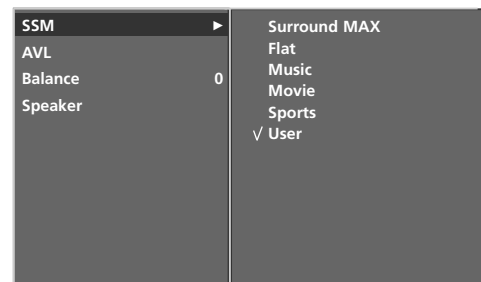 SSM ►
AVL
Balance 0
Speaker
Surround MAX
Flat
Music
Movie
Sports
√ User